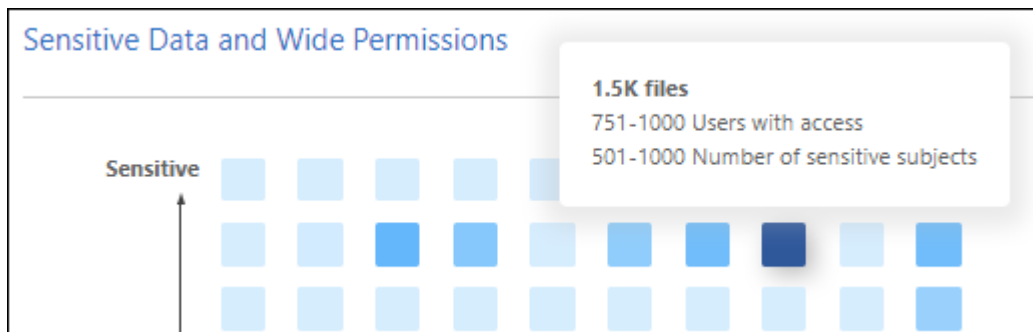 Sensitive Data and Wide Permissions
1.5K files
751-1000 Users with access
501-1000 Number of sensitive subjects
Sensitive